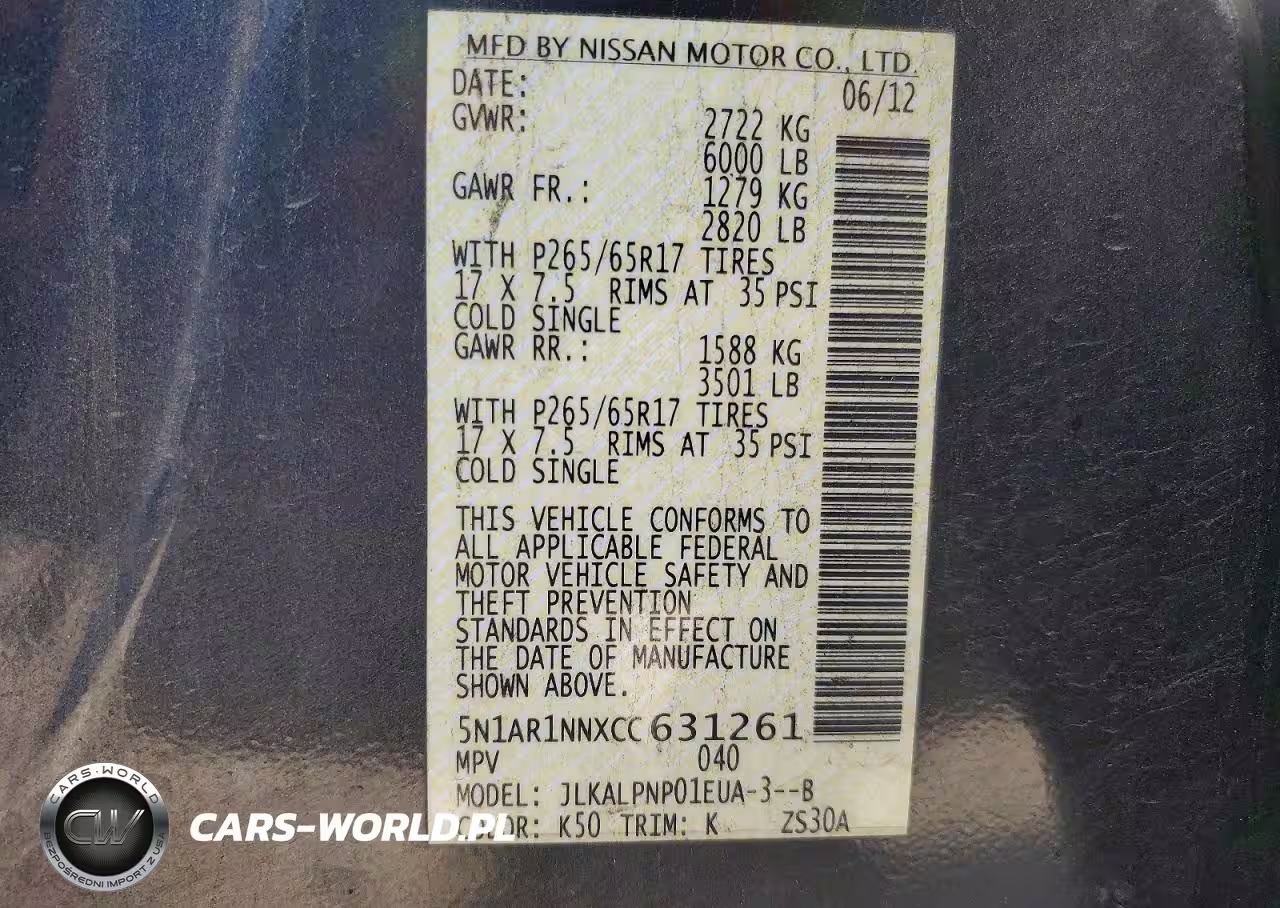 MFD BY NISSAN MOTOR CO., LTD.
DATE: 06/12
GVWR: 2722 KG
6000 LB
GAWR FR.: 1279 KG
2820 LB
WITH P265/65R17 TIRES
17 X 7.5 RIMS AT 35 PSI
COLD SINGLE
GAWR RR.: 1588 KG
3501 LB
WITH P265/65R17 TIRES
17 X 7.5 RIMS AT 35 PSI
COLD SINGLE
THIS VEHICLE CONFORMS TO
ALL APPLICABLE FEDERAL
MOTOR VEHICLE SAFETY AND
THEFT PREVENTION
STANDARDS IN EFFECT ON
THE DATE OF MANUFACTURE
SHOWN ABOVE.
5N1AR1NNXCC631261
MPV 040
MODEL: JLKALPNP01EUA-3--B
K50 TRIM: K ZS30A
CARS-WORLD
CW
BEZPOŚREDNI IMPORT Z USA
CARS-WORLD.PL